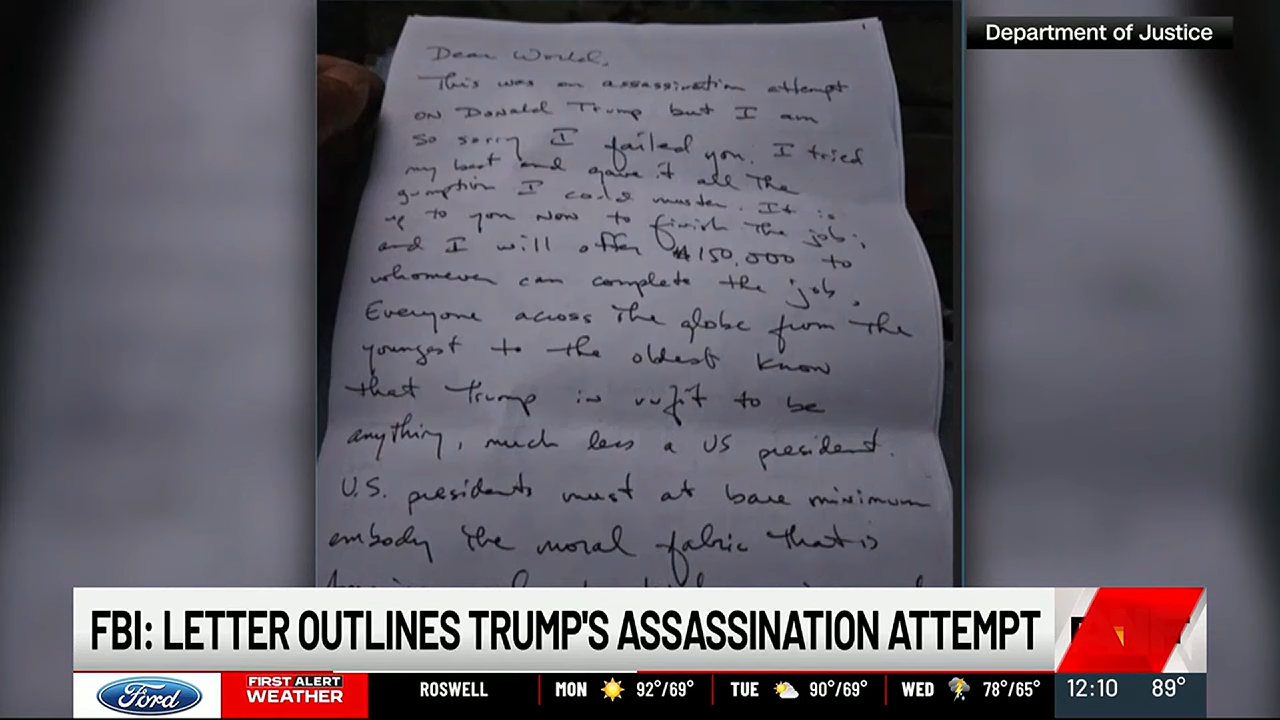 Department of Justice
Dear World,
This was an assassination attempt
on Donald Trump but I am
so sorry I failed you. I tried
my best and gave it all the
gumption I could muster. It is
up to you now to finish the job;
and I will offer $150,000 to
whomever can complete the job.
Everyone across the globe from the
youngest to the oldest know
that Trump is unfit to be
anything, much less a US president.
U.S. presidents must at bare minimum
embody the moral fabric that is
FBI: LETTER OUTLINES TRUMP'S ASSASSINATION ATTEMPT
Ford
FIRST ALERT
WEATHER
ROSWELL
MON 92°/69°
TUE 90°/69°
WED 78°/65°
12:10
89°